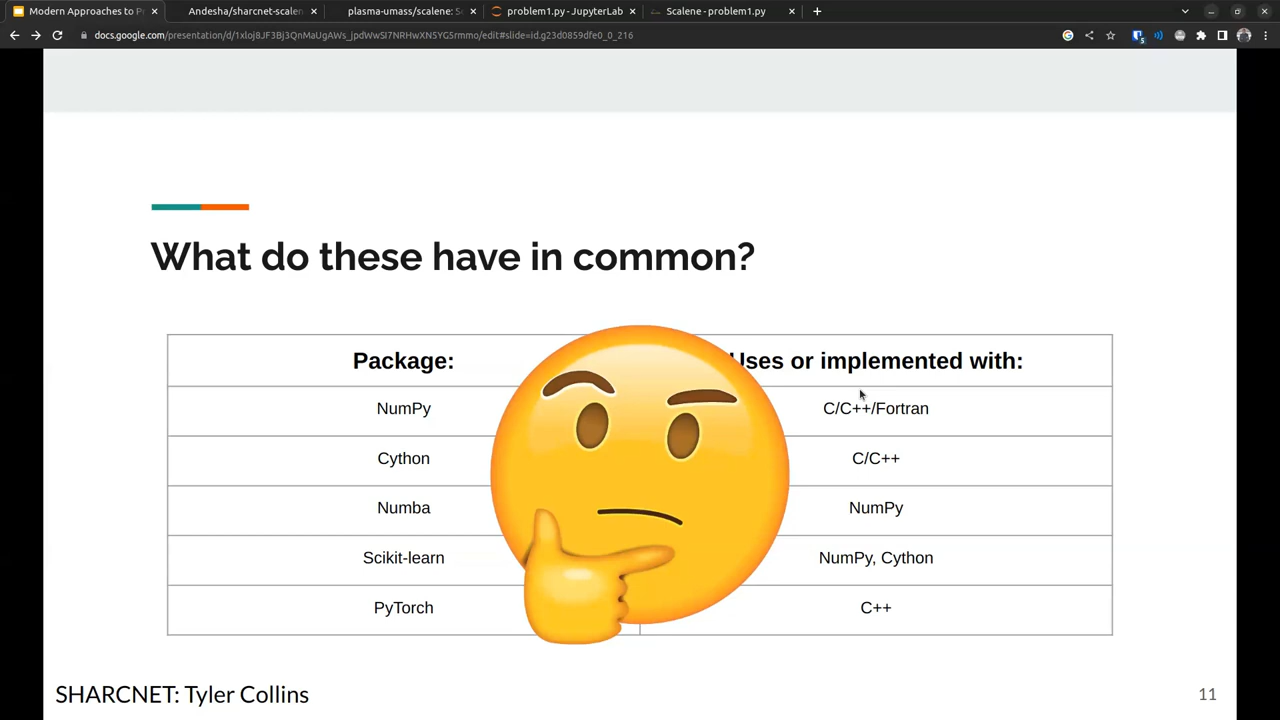 Modern Approaches to P
Andesha/sharcnet-scalen
plasma-umass/scalene: S
problem1.py - JupyterLab
Scalene - problem1.py
docs.google.com/presentation/d/1xloj8JF3Bj3QnMaUgAWs_jpdWwSI7NRHwXN5YG5rmmo/edit#slide=id.g23d0859dfe0_0_216
What do these have in common?
Package: Uses or implemented with:
NumPy C/C++/Fortran
Cython C/C++
Numba NumPy
Scikit-learn NumPy, Cython
PyTorch C++
SHARCNET: Tyler Collins 11